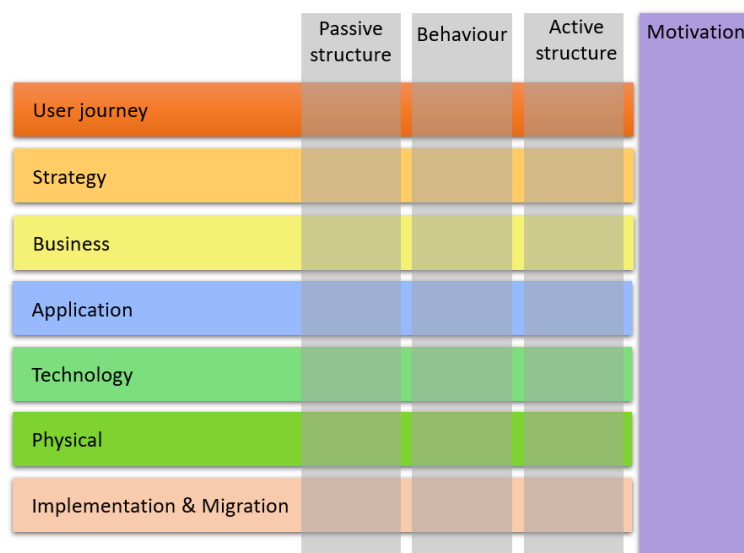 Passive
structure
Behaviour
Active
structure
Motivation
User journey
Strategy
Business
Application
Technology
Physical
Implementation & Migration